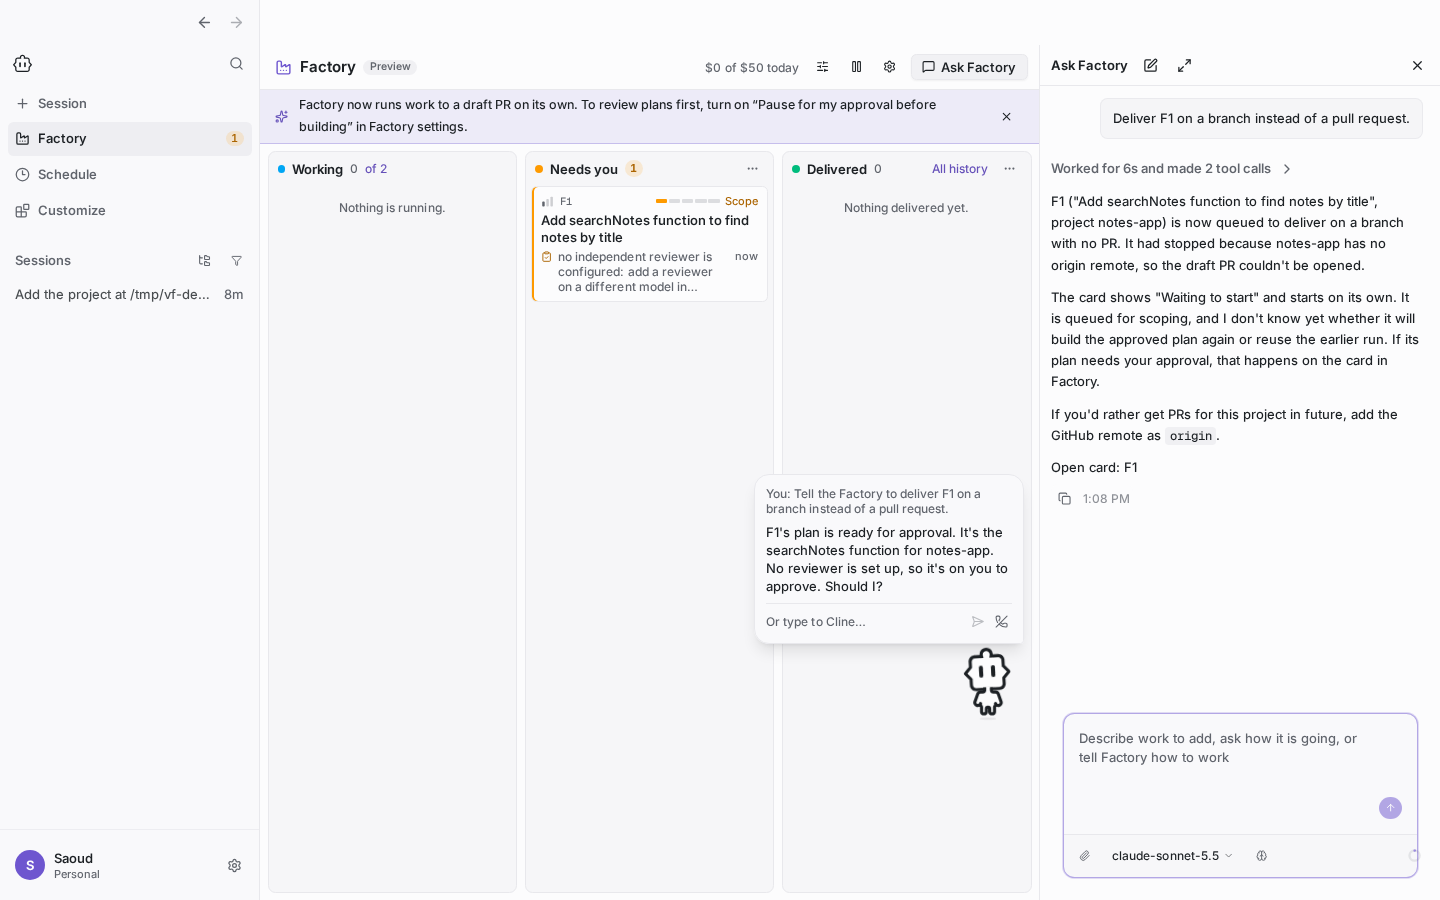 Session
Factory
1
Schedule
Customize
Sessions
Add the project at /tmp/vf-de...
8m
S
Saoud
Personal
Factory
Preview
$0 of $50 today
Ask Factory
Factory now runs work to a draft PR on its own. To review plans first, turn on “Pause for my approval before
building” in Factory settings.
Working 0 of 2
Nothing is running.
Needs you 1
F1
Scope
Add searchNotes function to find
notes by title
no independent reviewer is
now
configured: add a reviewer
on a different model in...
Delivered 0
All history
Nothing delivered yet.
You: Tell the Factory to deliver F1 on a
branch instead of a pull request.
F1's plan is ready for approval. It's the
searchNotes function for notes-app.
No reviewer is set up, so it's on you to
approve. Should I?
Or type to Cline...
Ask Factory
Deliver F1 on a branch instead of a pull request.
Worked for 6s and made 2 tool calls
F1 ("Add searchNotes function to find notes by title",
project notes-app) is now queued to deliver on a branch
with no PR. It had stopped because notes-app has no
origin remote, so the draft PR couldn't be opened.
The card shows "Waiting to start" and starts on its own. It
is queued for scoping, and I don't know yet whether it will
build the approved plan again or reuse the earlier run. If its
plan needs your approval, that happens on the card in
Factory.
If you'd rather get PRs for this project in future, add the
GitHub remote as origin.
Open card: F1
1:08 PM
Describe work to add, ask how it is going, or
tell Factory how to work
claude-sonnet-5.5